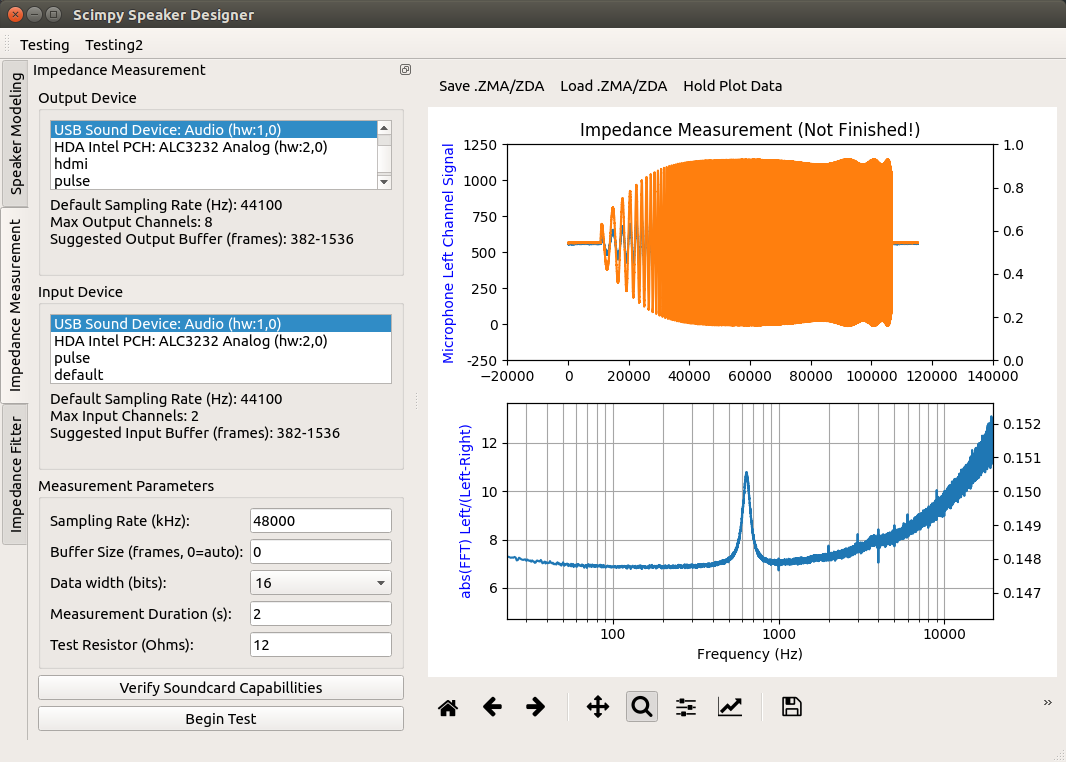 Scimpy Speaker Designer
Testing Testing2
Speaker Modeling
Impedance Measurement
Impedance Fitter
Impedance Measurement
Output Device
USB Sound Device: Audio (hw:1,0)
HDA Intel PCH: ALC3232 Analog (hw:2,0)
hdmi
pulse
Default Sampling Rate (Hz): 44100
Max Output Channels: 8
Suggested Output Buffer (frames): 382-1536
Input Device
USB Sound Device: Audio (hw:1,0)
HDA Intel PCH: ALC3232 Analog (hw:2,0)
pulse
default
Default Sampling Rate (Hz): 44100
Max Input Channels: 2
Suggested Input Buffer (frames): 382-1536
Measurement Parameters
Sampling Rate (kHz): 48000
Buffer Size (frames, 0=auto): 0
Data width (bits): 16
Measurement Duration (s): 2
Test Resistor (Ohms): 12
Verify Soundcard Capabillities
Begin Test
Save .ZMA/ZDA Load .ZMA/ZDA Hold Plot Data
Impedance Measurement (Not Finished!)
Microphone Left Channel Signal
1250
1000
750
500
250
0
-250
1.0
0.8
0.6
0.4
0.2
0.0
−20000 0 20000 40000 60000 80000 100000 120000 140000
abs(FFT) Left/(Left-Right)
12
10
8
6
0.152
0.151
0.150
0.149
0.148
0.147
100 1000 10000
Frequency (Hz)
»